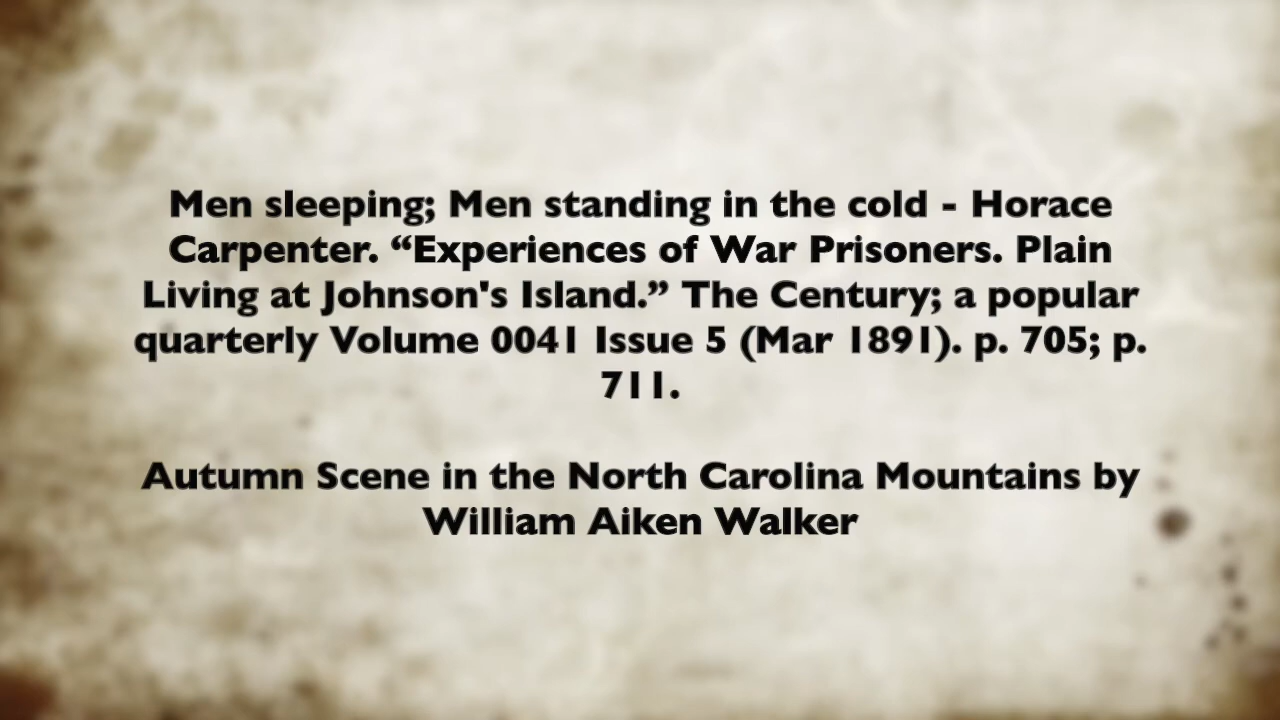 Men sleeping; Men standing in the cold - Horace
Carpenter. “Experiences of War Prisoners. Plain
Living at Johnson's Island.” The Century; a popular
quarterly Volume 0041 Issue 5 (Mar 1891). p. 705; p.
711.
Autumn Scene in the North Carolina Mountains by
William Aiken Walker